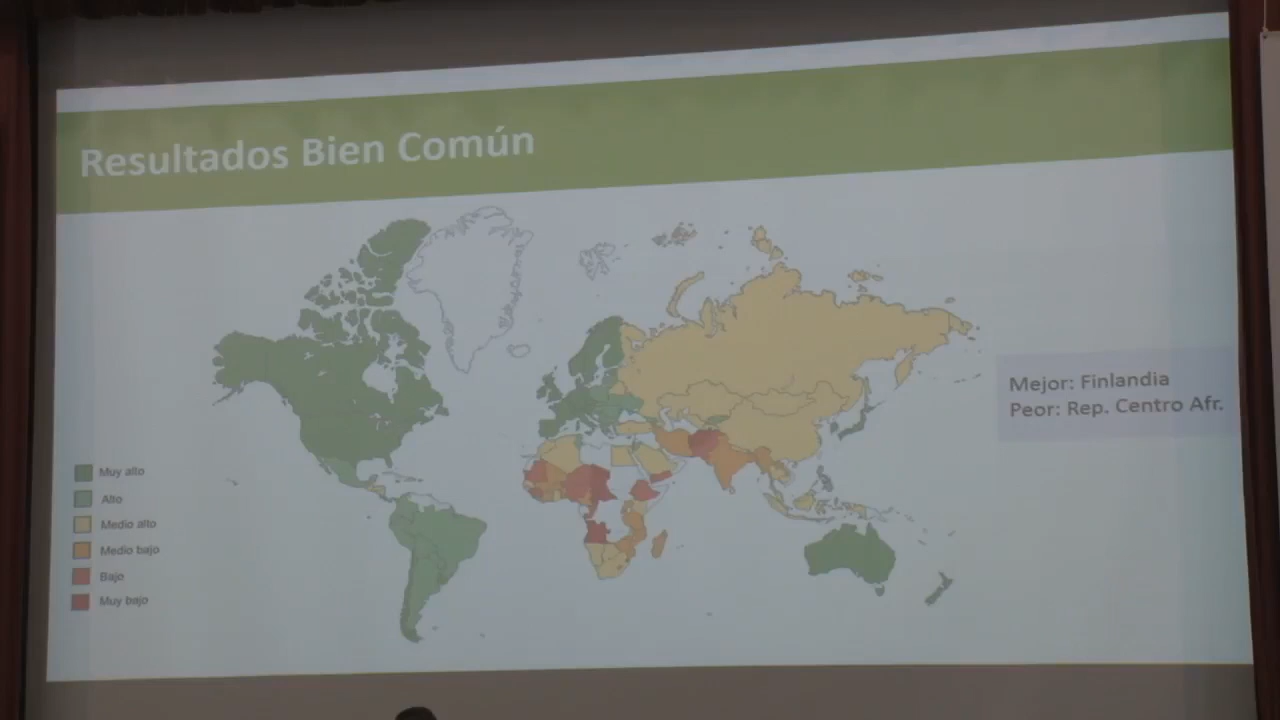 Resultados Bien Común
Mejor: Finlandia
Peor: Rep. Centro Afr.
Muy alto
Alto
Medio alto
Medio bajo
Bajo
Muy bajo